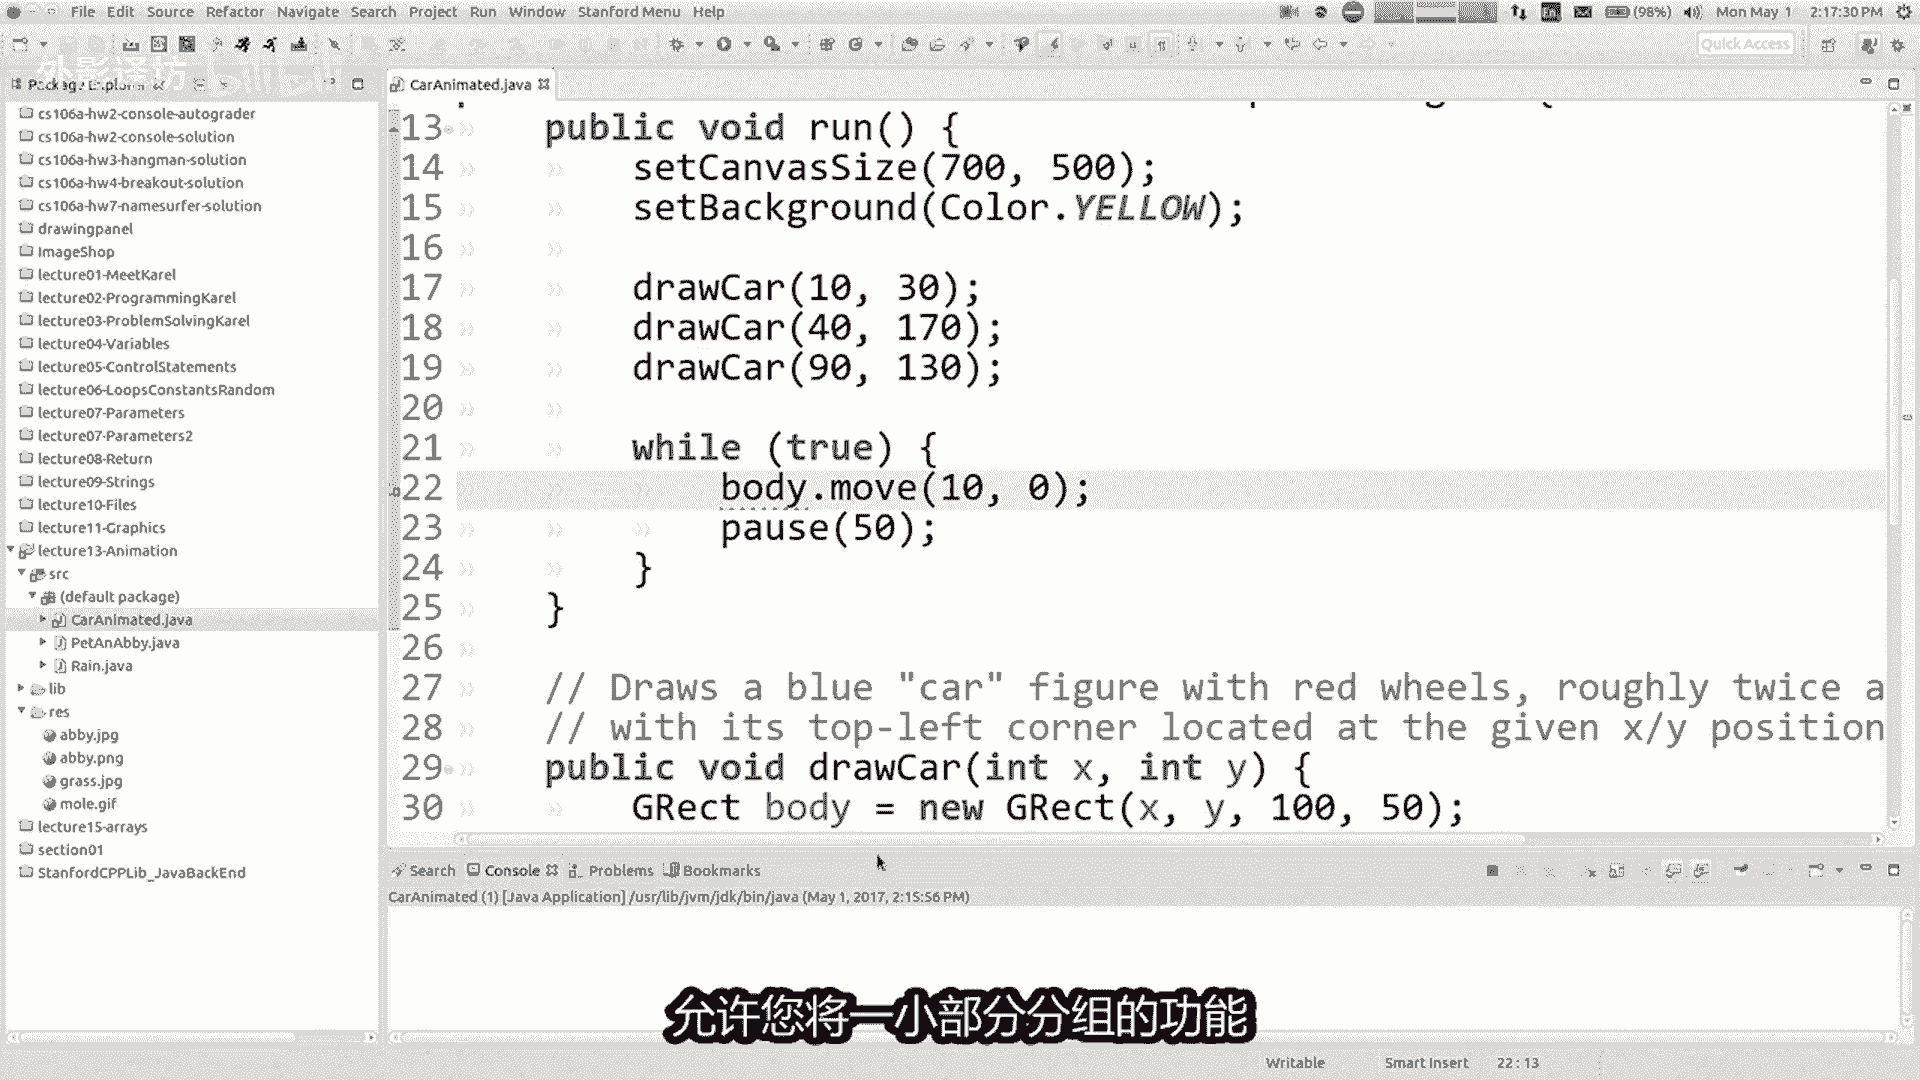 File Edit Source Refactor Navigate Search Project Run Window Stanford Menu Help
En (98%) Mon May 1 2:17:30 PM
Quick Access
外影译坊 bilibili
Package Explorer
CarAnimated.java
cs106a-hw2-console-autograder
cs106a-hw2-console-solution
cs106a-hw3-hangman-solution
cs106a-hw4-breakout-solution
cs106a-hw7-namesurfer-solution
drawingpanel
ImageShop
lecture01-MeetKarel
lecture02-ProgrammingKarel
lecture03-ProblemSolvingKarel
lecture04-Variables
lecture05-ControlStatements
lecture06-LoopsConstantsRandom
lecture07-Parameters
lecture07-Parameters2
lecture08-Return
lecture09-Strings
lecture10-Files
lecture11-Graphics
lecture13-Animation
src
(default package)
CarAnimated.java
PetAnAbby.java
Rain.java
lib
res
abby.jpg
abby.png
grass.jpg
mole.gif
lecture15-arrays
section01
StanfordCPPLib_JavaBackEnd
13 public void run() {
14 setCanvasSize(700, 500);
15 setBackground(Color.YELLOW);
16
17 drawCar(10, 30);
18 drawCar(40, 170);
19 drawCar(90, 130);
20
21 while (true) {
22 body.move(10, 0);
23 pause(50);
24 }
25 }
26
27 // Draws a blue "car" figure with red wheels, roughly twice a
28 // with its top-left corner located at the given x/y position
29 public void drawCar(int x, int y) {
30 GRect body = new GRect(x, y, 100, 50);
Search Console Problems Bookmarks
CarAnimated (1) [Java Application] /usr/lib/jvm/jdk/bin/java (May 1, 2017, 2:15:56 PM)
允许您将一小部分分组的功能
Writable Smart Insert 22 : 13